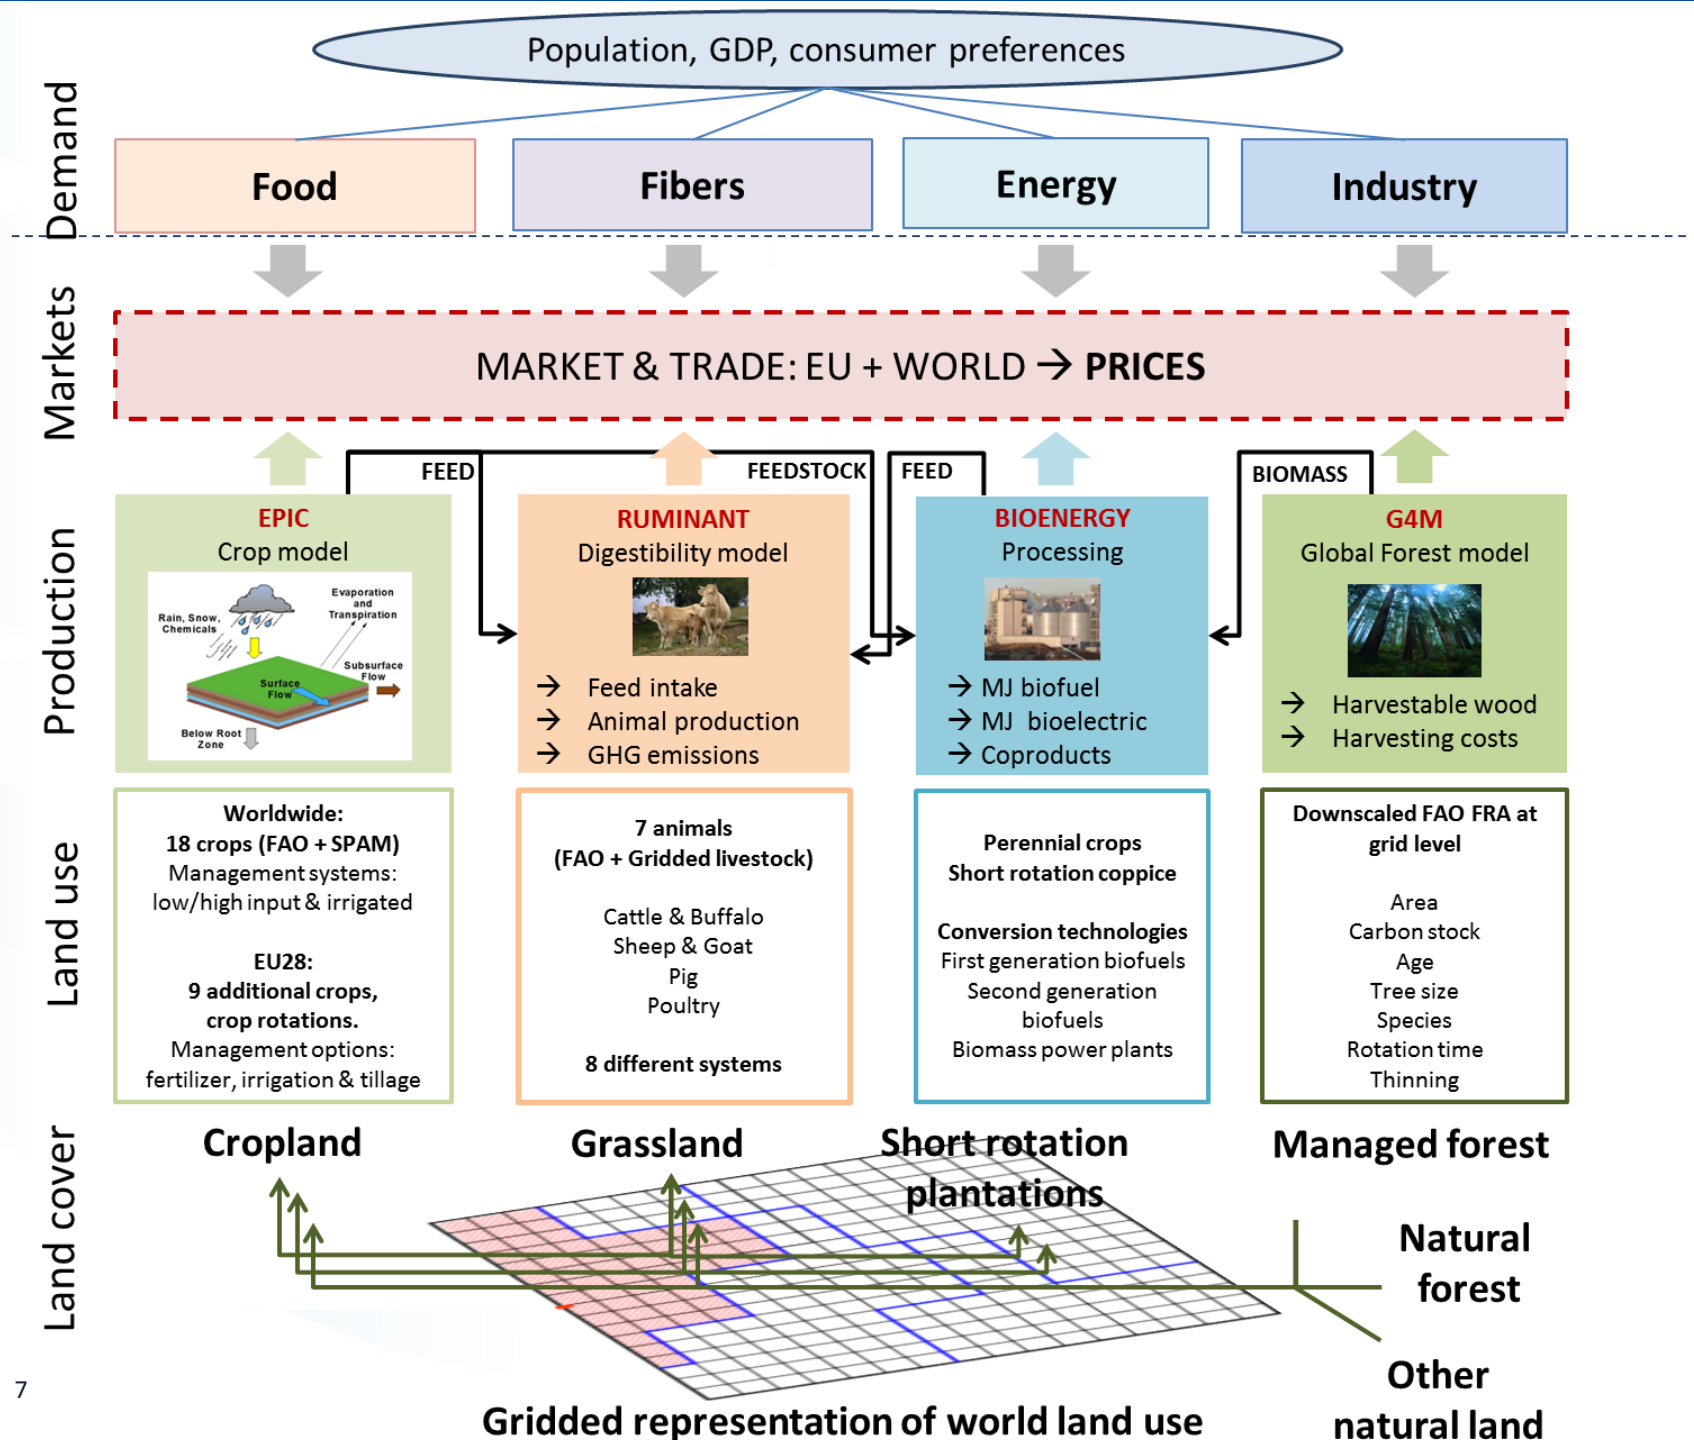 Population, GDP, consumer preferences
Demand
Food
Fibers
Energy
Industry
Markets
MARKET & TRADE: EU + WORLD → PRICES
FEED
FEEDSTOCK
FEED
BIOMASS
Production
EPIC
Crop model
Rain, Snow,
Chemicals
Evaporation
and
Transpiration
Subsurface
Flow
Surface
Flow
Below Root
Zone
RUMINANT
Digestibility model
→ Feed intake
→ Animal production
→ GHG emissions
BIOENERGY
Processing
→ MJ biofuel
→ MJ bioelectric
→ Coproducts
G4M
Global Forest model
→ Harvestable wood
→ Harvesting costs
Land use
Worldwide:
18 crops (FAO + SPAM)
Management systems:
low/high input & irrigated
EU28:
9 additional crops,
crop rotations.
Management options:
fertilizer, irrigation & tillage
7 animals
(FAO + Gridded livestock)
Cattle & Buffalo
Sheep & Goat
Pig
Poultry
8 different systems
Perennial crops
Short rotation coppice
Conversion technologies
First generation biofuels
Second generation
biofuels
Biomass power plants
Downscaled FAO FRA at
grid level
Area
Carbon stock
Age
Tree size
Species
Rotation time
Thinning
Land cover
Cropland
Grassland
Short rotation
plantations
Managed forest
Natural
forest
Other
natural land
Gridded representation of world land use
7